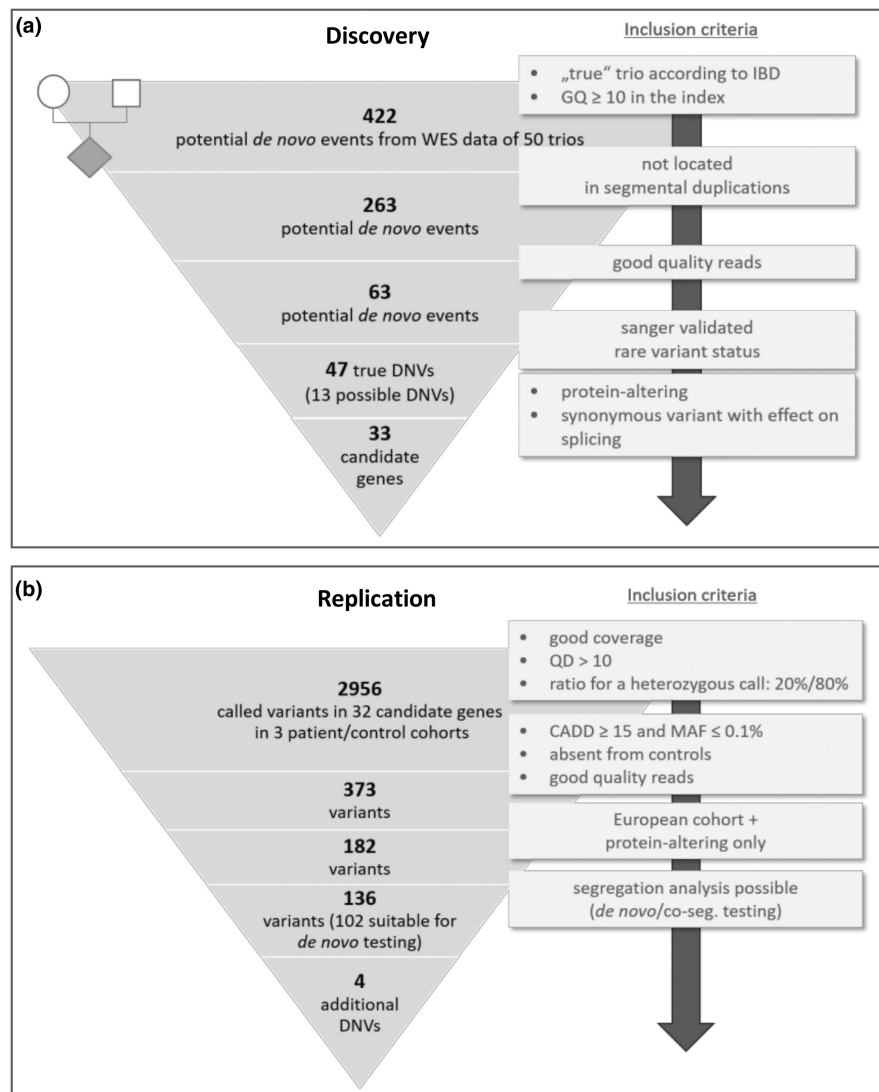 (a)
Discovery
Inclusion criteria
422
potential de novo events from WES data of 50 trios
263
potential de novo events
63
potential de novo events
47 true DNVs
(13 possible DNVs)
33
candidate
genes
• „true“ trio according to IBD
• GQ ≥ 10 in the index
not located
in segmental duplications
good quality reads
sanger validated
rare variant status
• protein-altering
• synonymous variant with effect on
splicing
(b)
Replication
Inclusion criteria
2956
called variants in 32 candidate genes
in 3 patient/control cohorts
373
variants
182
variants
136
variants (102 suitable for
de novo testing)
4
additional
DNVs
• good coverage
• QD > 10
• ratio for a heterozygous call: 20%/80%
• CADD ≥ 15 and MAF ≤ 0.1%
• absent from controls
• good quality reads
European cohort +
protein-altering only
segregation analysis possible
(de novo/co-seg. testing)